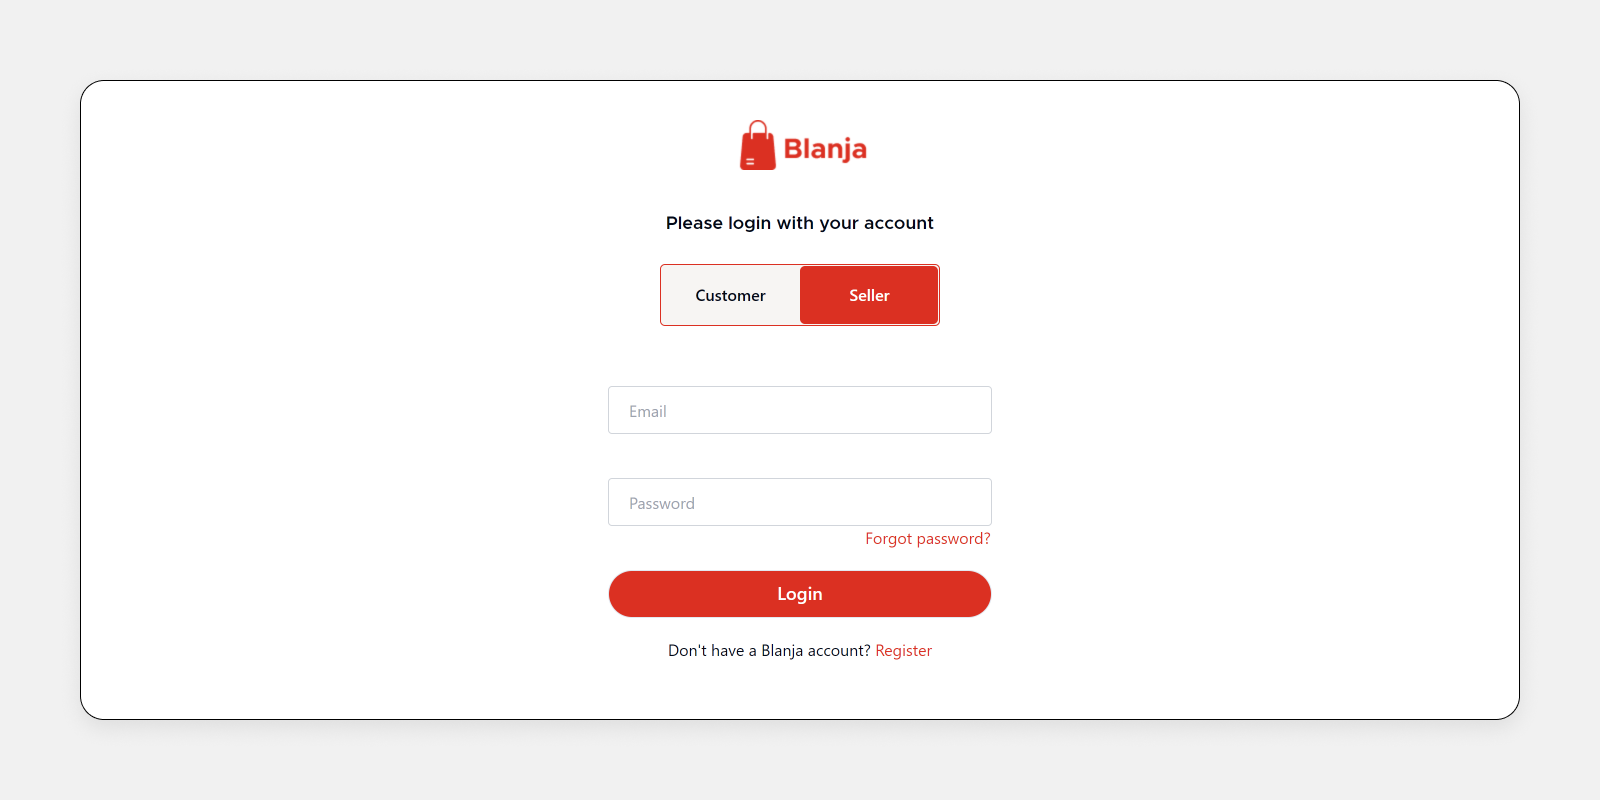 Blanja
Please login with your account
Customer Seller
Email
Password
Forgot password?
Login
Don't have a Blanja account? Register